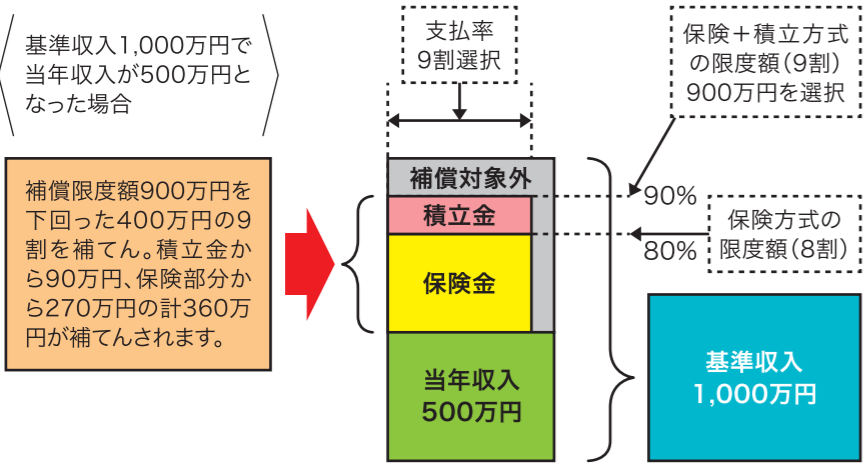 基準収入1,000万円で
当年収入が500万円と
なった場合
支払率
9割選択
保険＋積立方式
の限度額（9割）
900万円を選択
補償限度額900万円を
下回った400万円の9
割を補てん。積立金か
ら90万円、保険部分か
ら270万円の計360万
円が補てんされます。
補償対象外
積立金
保険金
当年収入
500万円
90%
80%
保険方式の
限度額（8割）
基準収入
1,000万円